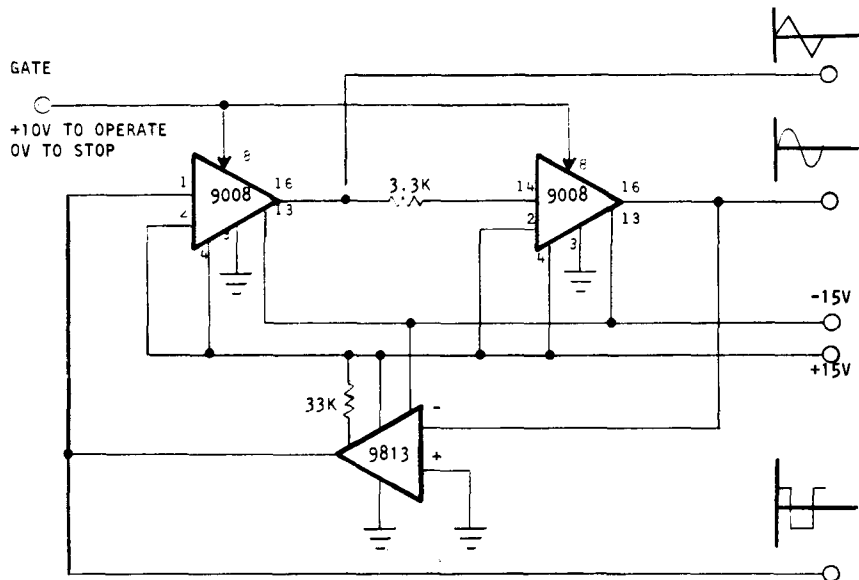 GATE
+10V TO OPERATE
0V TO STOP
8
1
9008
16
2
13
4
3.3K
8
14
9008
16
2
13
4
3
-15V
+15V
33K
-
9813
+